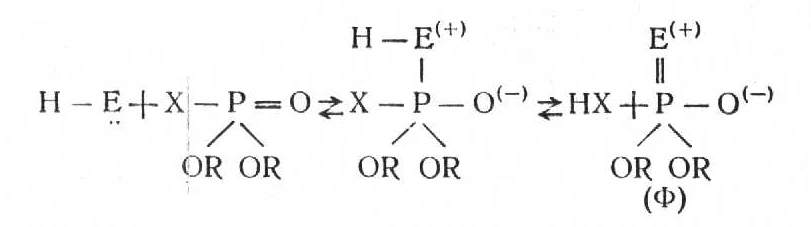 H – E(+)        E(+)
|        ||
H – E + X – P = O ⇄ X – P – O(–) ⇄ HX + P – O(–)
..
OR OR        OR OR        OR OR
(Ф)